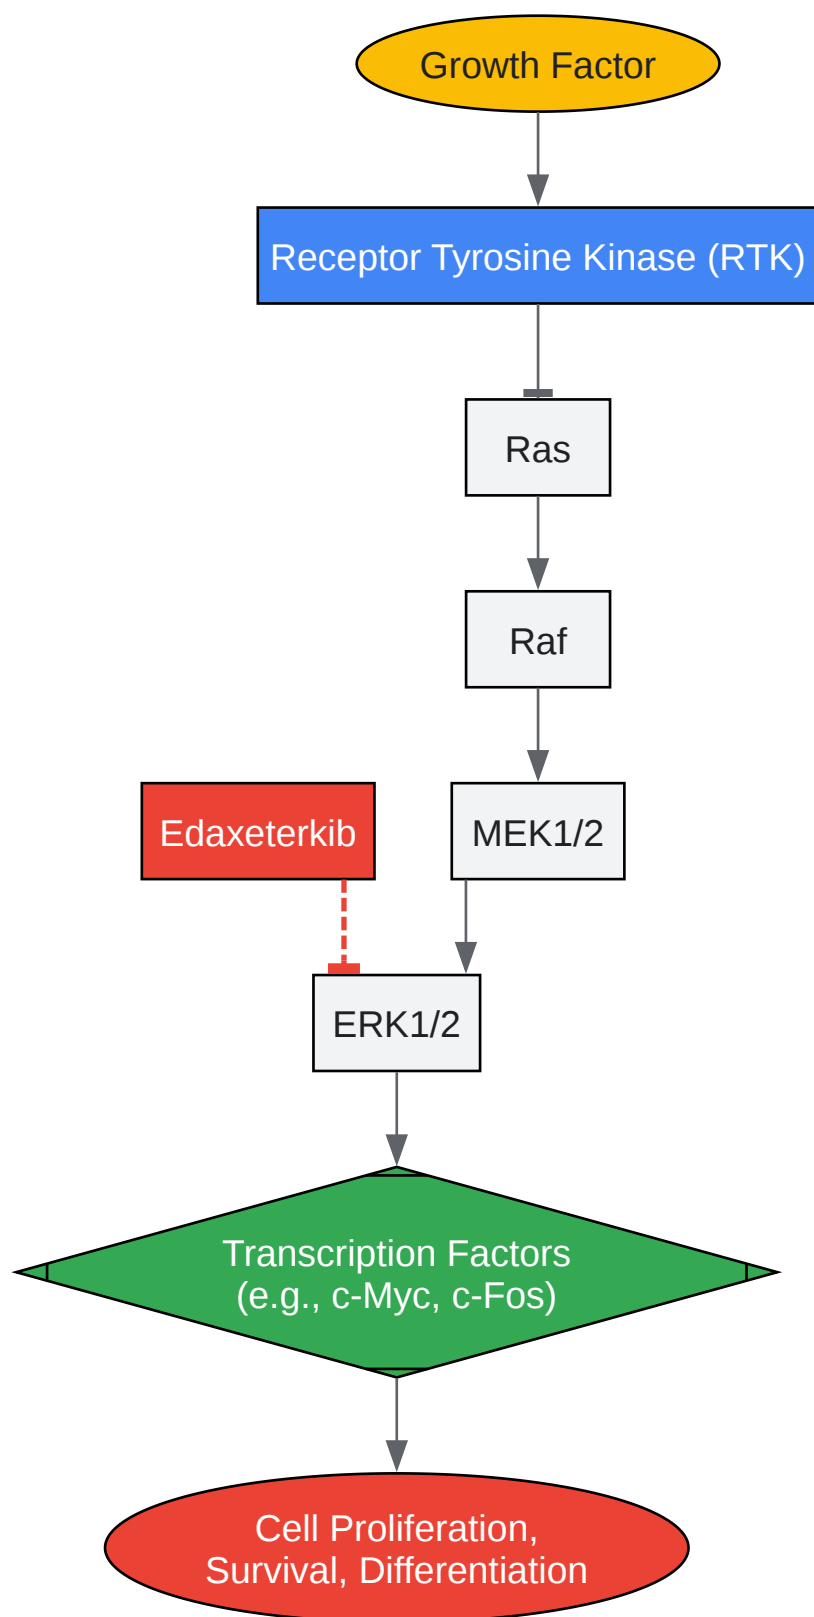 Growth Factor
Receptor Tyrosine Kinase (RTK)
Ras
Raf
Edaxeterkib
MEK1/2
ERK1/2
Transcription Factors
(e.g., c-Myc, c-Fos)
Cell Proliferation,
Survival, Differentiation